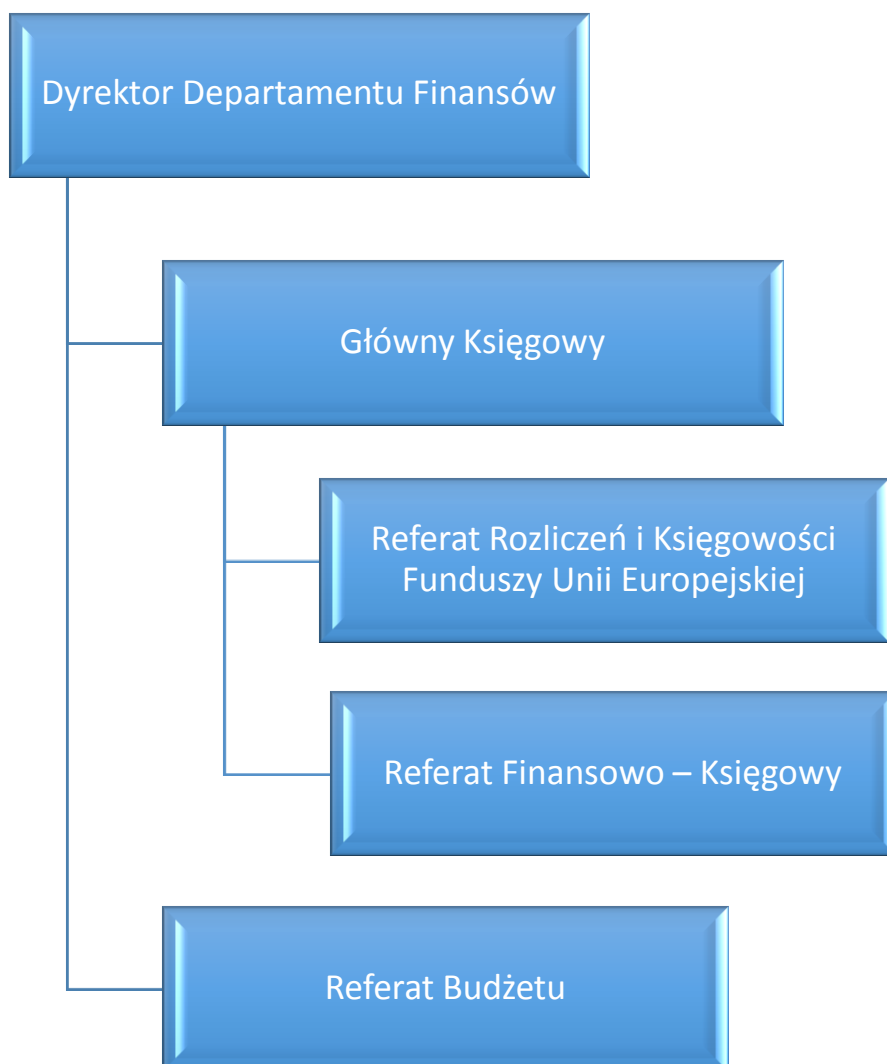 Dyrektor Departamentu Finansów
Główny Księgowy
Referat Rozliczeń i Księgowości
Funduszy Unii Europejskiej
Referat Finansowo – Księgowy
Referat Budżetu